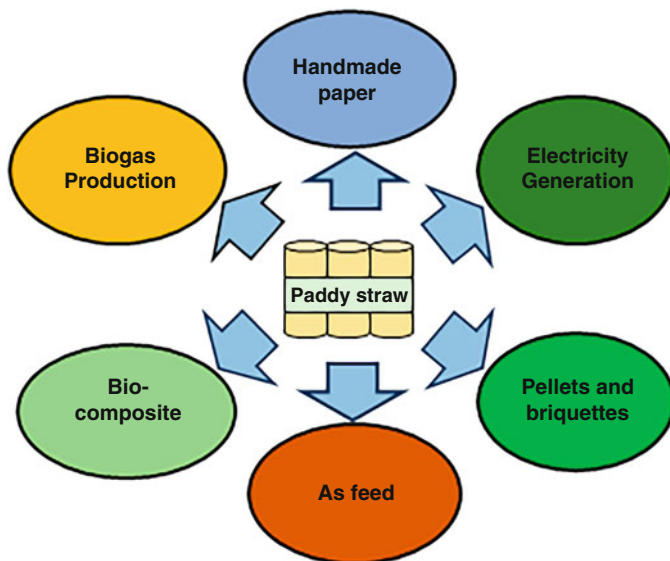 Handmade
paper
Biogas
Production
Electricity
Generation
Paddy straw
Bio-
composite
Pellets and
briquettes
As feed